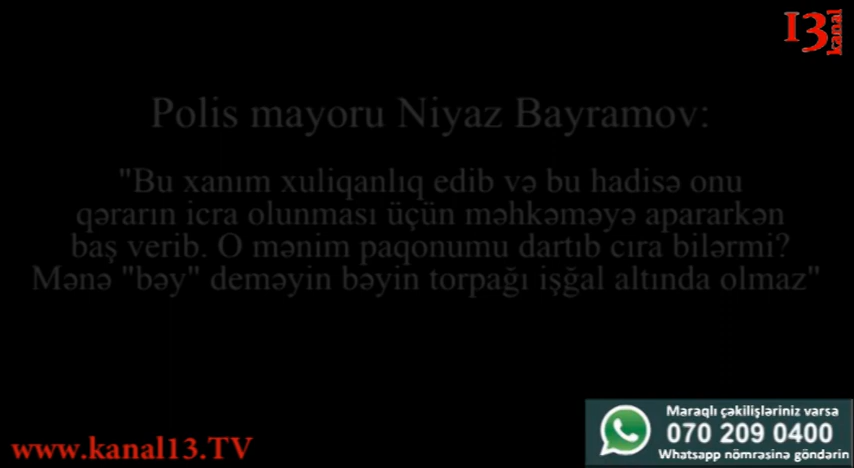 13
kanal
Polis mayoru Niyaz Bayramov:
"Bu xanım xuliqanlıq edib və bu hadisə onu
qərarın icra olunması üçün məhkəməyə apararkən
baş verib. O mənim paqonumu dartıb cıra bilərmi?
Mənə "bəy" deməyin bəyin torpağı işğal altında olmaz"
Maraqlı çəkilişləriniz varsa
070 209 0400
Whatsapp nömrəsinə göndərin
www.kanal13.TV